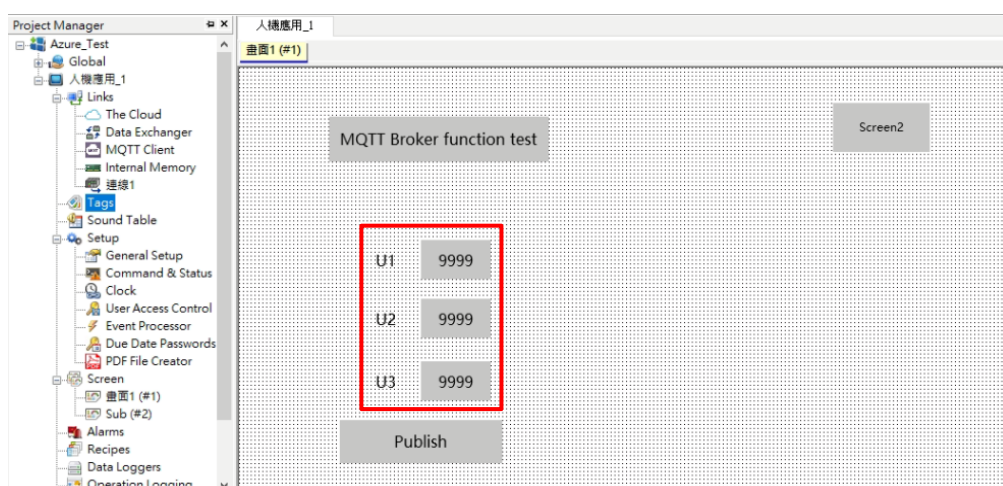 Project Manager
Azure_Test
Global
人機應用_1
Links
The Cloud
Data Exchanger
MQTT Client
Internal Memory
連線1
Tags
Sound Table
Setup
General Setup
Command & Status
Clock
User Access Control
Event Processor
Due Date Passwords
PDF File Creator
Screen
畫面1 (#1)
Sub (#2)
Alarms
Recipes
Data Loggers
Operation Logging
人機應用_1
畫面1 (#1)
MQTT Broker function test
Screen2
U1 9999
U2 9999
U3 9999
Publish